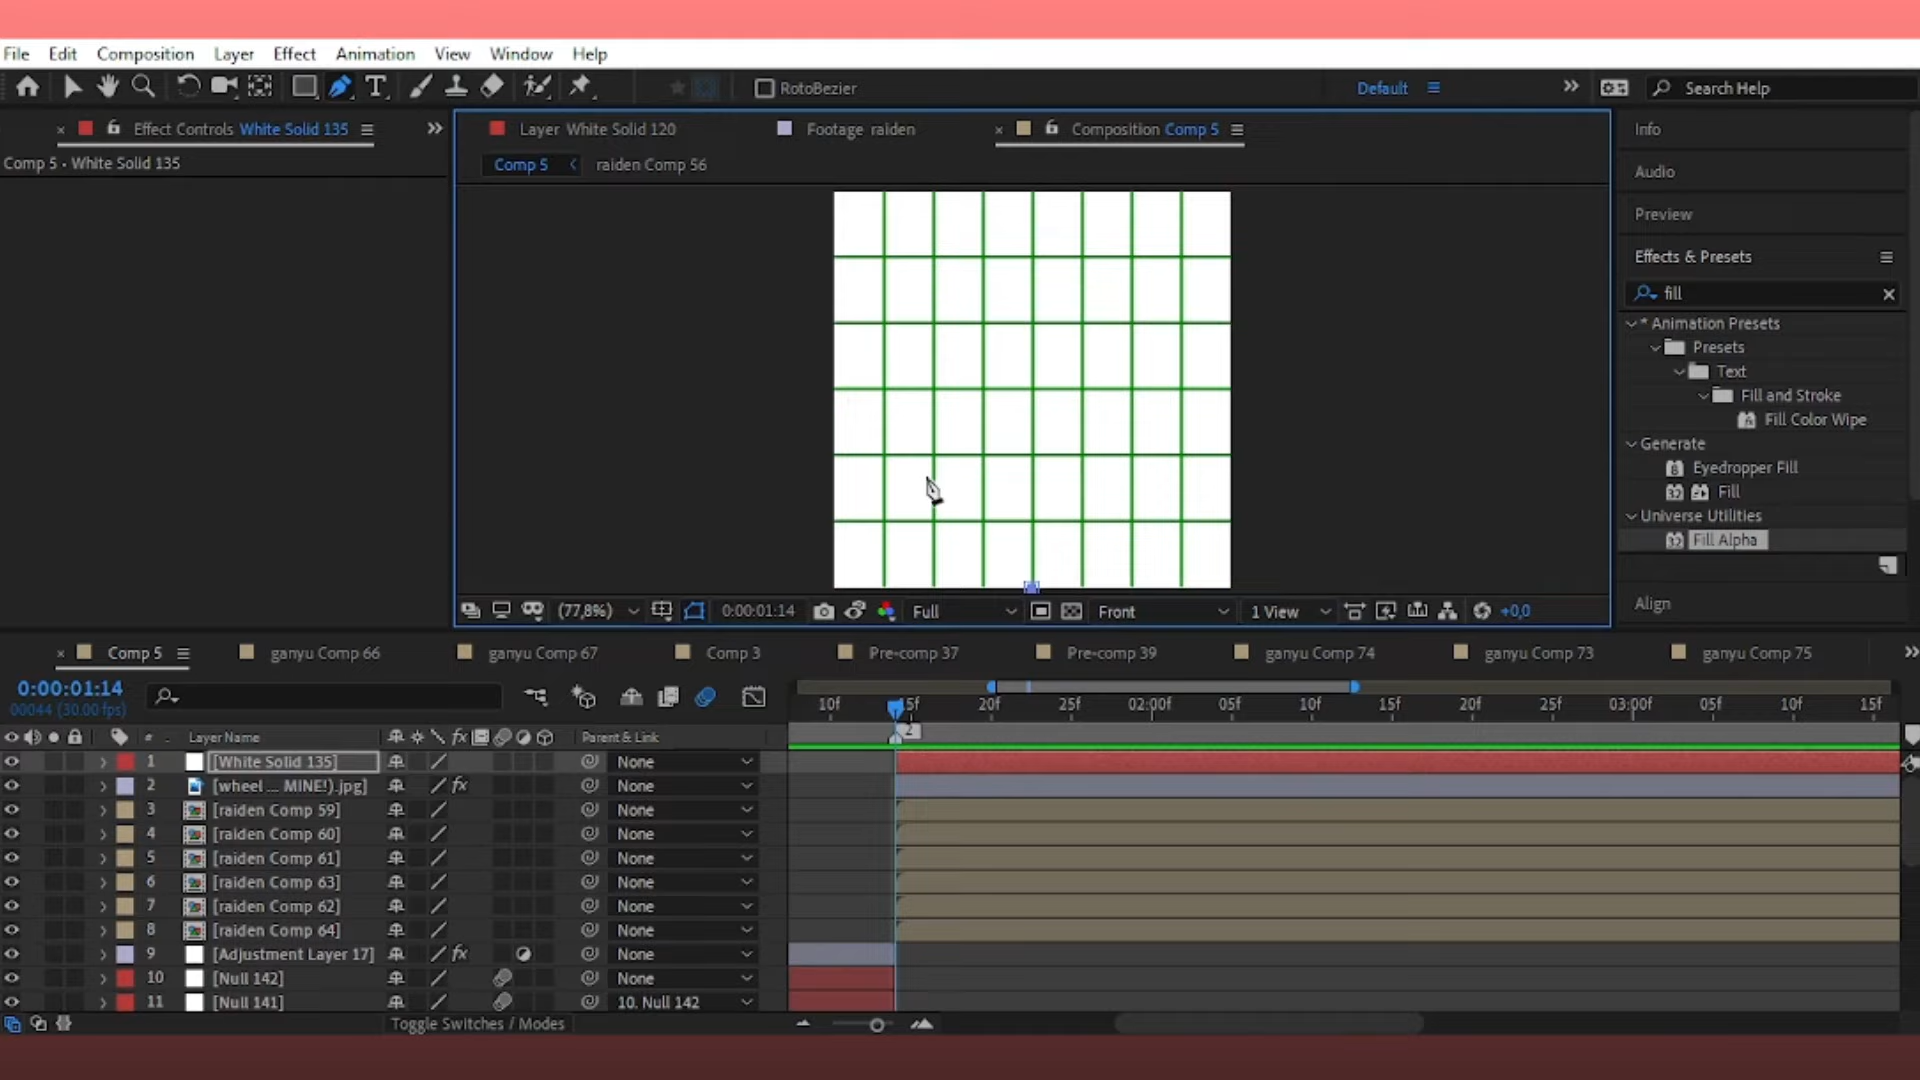 File Edit Composition Layer Effect Animation View Window Help
RotoBezier Default Search Help
Effect Controls White Solid 135
Layer White Solid 120 Footage raiden Composition Comp 5
Info
Comp 5 • White Solid 135
Comp 5 raiden Comp 56
Audio
Preview
Effects & Presets
fill
* Animation Presets
Presets
Text
Fill and Stroke
Fill Color Wipe
Generate
Eyedropper Fill
Fill
Universe Utilities
Fill Alpha
Align
(77,8%) 0:00:01:14 Full Front 1 View +0,0
Comp 5 ganyu Comp 66 ganyu Comp 67 Comp 3 Pre-comp 37 Pre-comp 39 ganyu Comp 74 ganyu Comp 73 ganyu Comp 75
0:00:01:14
00044 (30.00 fps)
10f 15f 20f 25f 02:00f 05f 10f 15f 20f 25f 03:00f 05f 10f 15f
2
# Layer Name fx Parent & Link
1 [White Solid 135] None
2 [wheel ... MINE!).jpg] fx None
3 [raiden Comp 59] None
4 [raiden Comp 60] None
5 [raiden Comp 61] None
6 [raiden Comp 63] None
7 [raiden Comp 62] None
8 [raiden Comp 64] None
9 [Adjustment Layer 17] fx
10 [Null 142] None
11 [Null 141] 10. Null 142
Toggle Switches / Modes